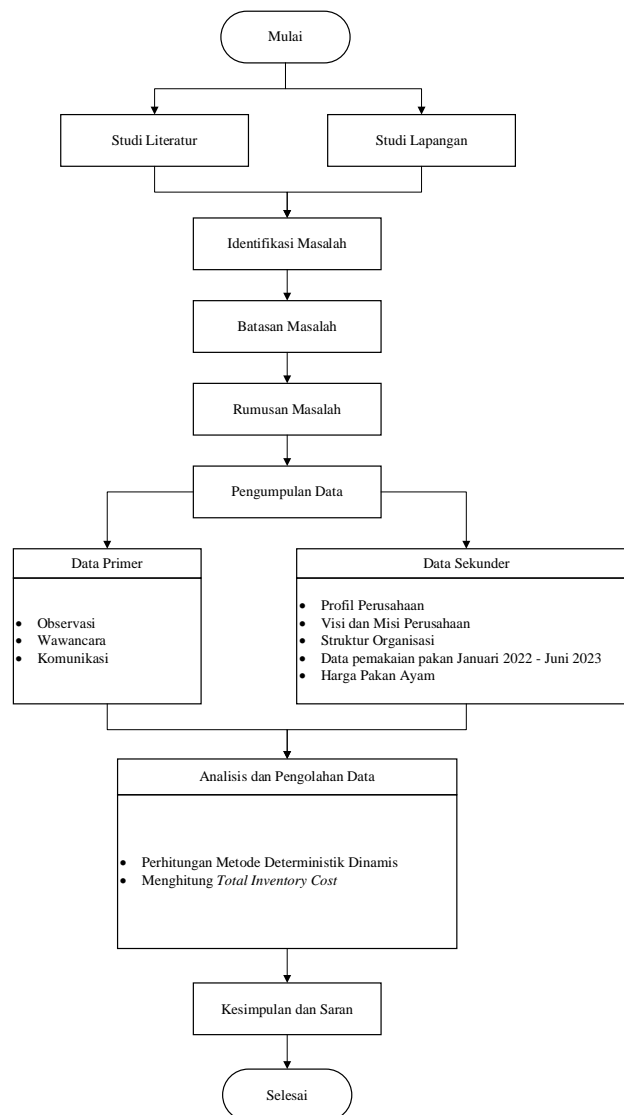 Mulai
Studi Literatur
Studi Lapangan
Identifikasi Masalah
Batasan Masalah
Rumusan Masalah
Pengumpulan Data
Data Primer
• Observasi
• Wawancara
• Komunikasi
Data Sekunder
• Profil Perusahaan
• Visi dan Misi Perusahaan
• Struktur Organisasi
• Data pemakaian pakan Januari 2022 - Juni 2023
• Harga Pakan Ayam
Analisis dan Pengolahan Data
• Perhitungan Metode Deterministik Dinamis
• Menghitung Total Inventory Cost
Kesimpulan dan Saran
Selesai